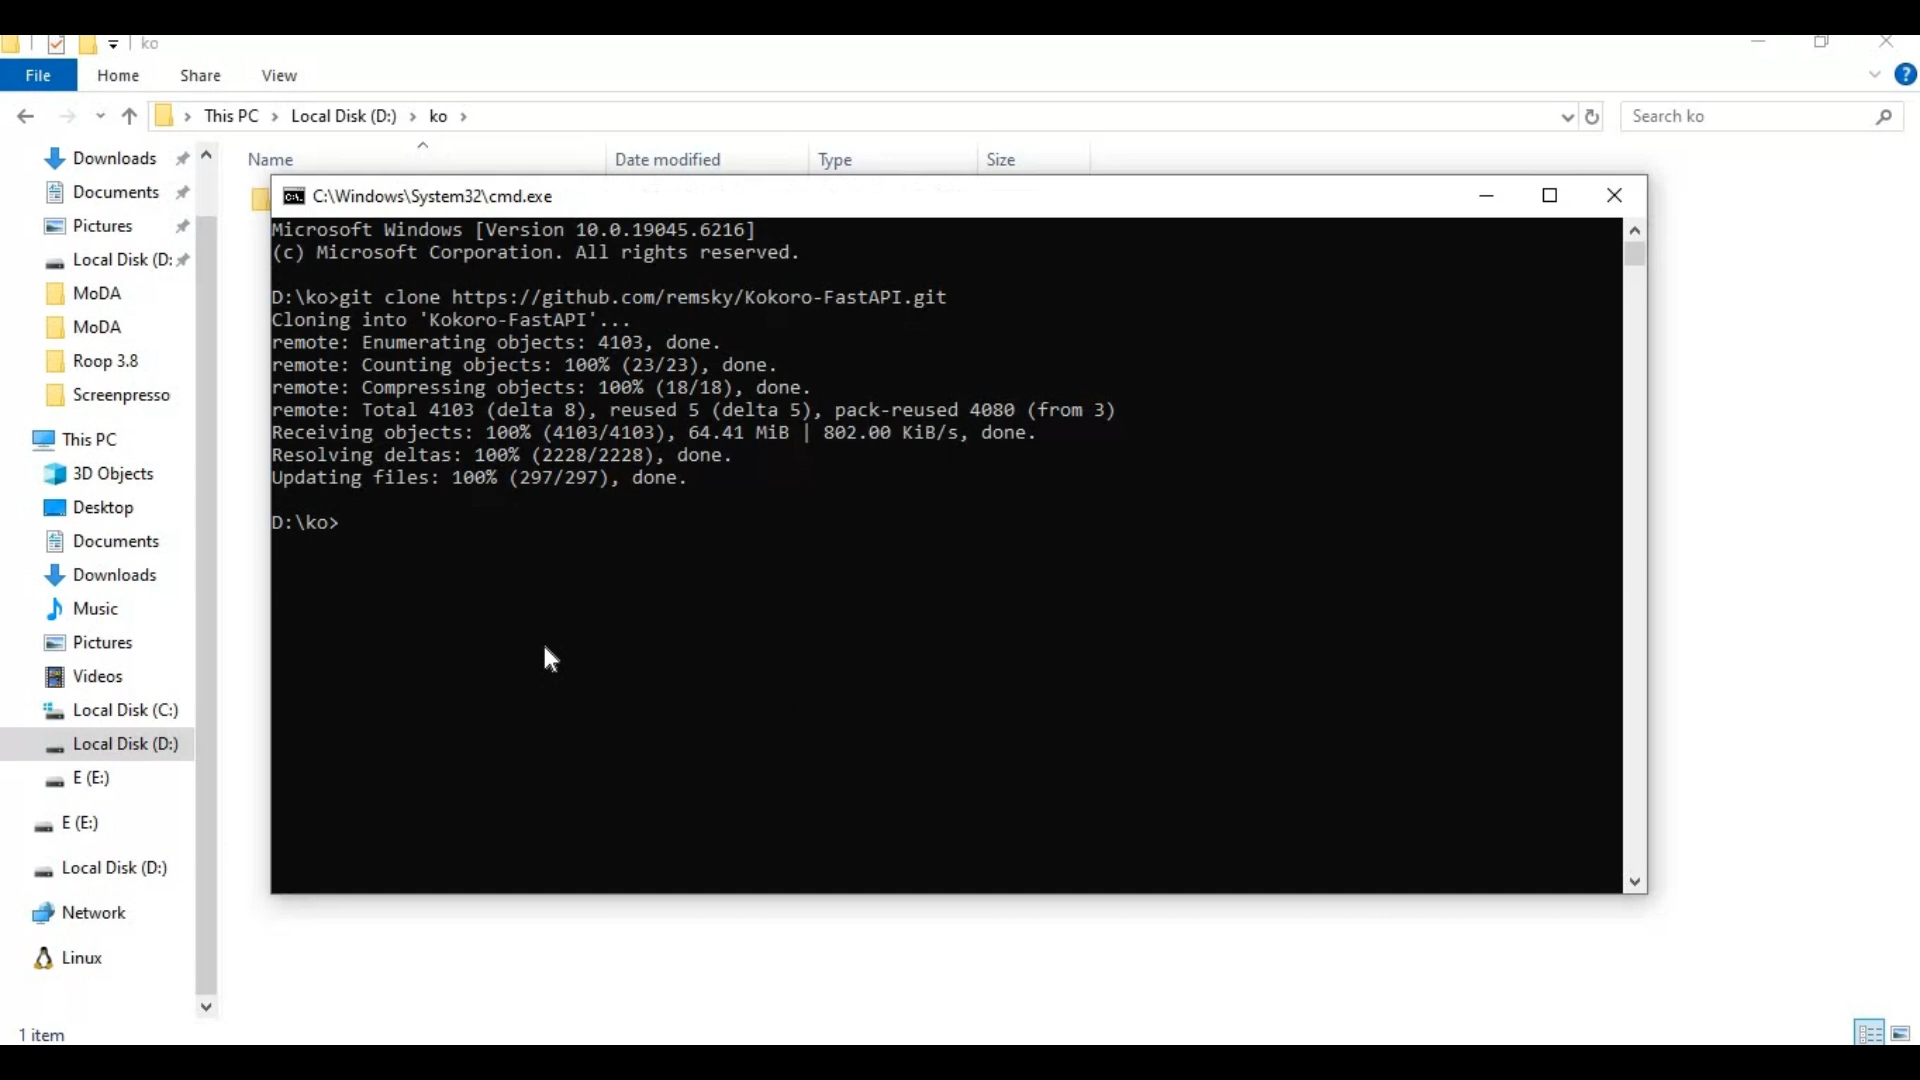 ko
File Home Share View
This PC Local Disk (D:) ko
Search ko
Name Date modified Type Size
Downloads
Documents
Pictures
Local Disk (D:
MoDA
MoDA
Roop 3.8
Screenpresso
This PC
3D Objects
Desktop
Documents
Downloads
Music
Pictures
Videos
Local Disk (C:)
Local Disk (D:)
E (E:)
E (E:)
Local Disk (D:)
Network
Linux
1 item
C:\Windows\System32\cmd.exe
Microsoft Windows [Version 10.0.19045.6216]
(c) Microsoft Corporation. All rights reserved.
D:\ko>git clone https://github.com/remsky/Kokoro-FastAPI.git
Cloning into 'Kokoro-FastAPI'...
remote: Enumerating objects: 4103, done.
remote: Counting objects: 100% (23/23), done.
remote: Compressing objects: 100% (18/18), done.
remote: Total 4103 (delta 8), reused 5 (delta 5), pack-reused 4080 (from 3)
Receiving objects: 100% (4103/4103), 64.41 MiB | 802.00 KiB/s, done.
Resolving deltas: 100% (2228/2228), done.
Updating files: 100% (297/297), done.
D:\ko>